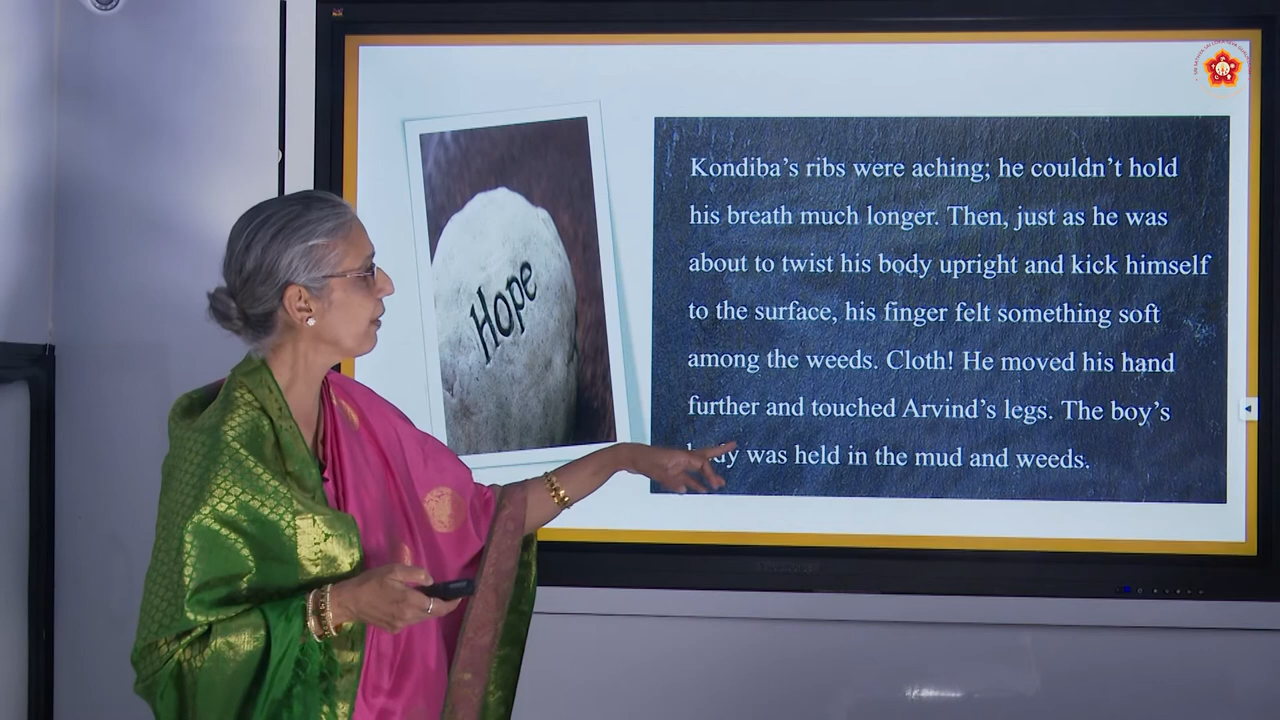 Hope
Kondiba's ribs were aching; he couldn't hold
his breath much longer. Then, just as he was
about to twist his body upright and kick himself
to the surface, his finger felt something soft
among the weeds. Cloth! He moved his hand
further and touched Arvind's legs. The boy's
body was held in the mud and weeds.